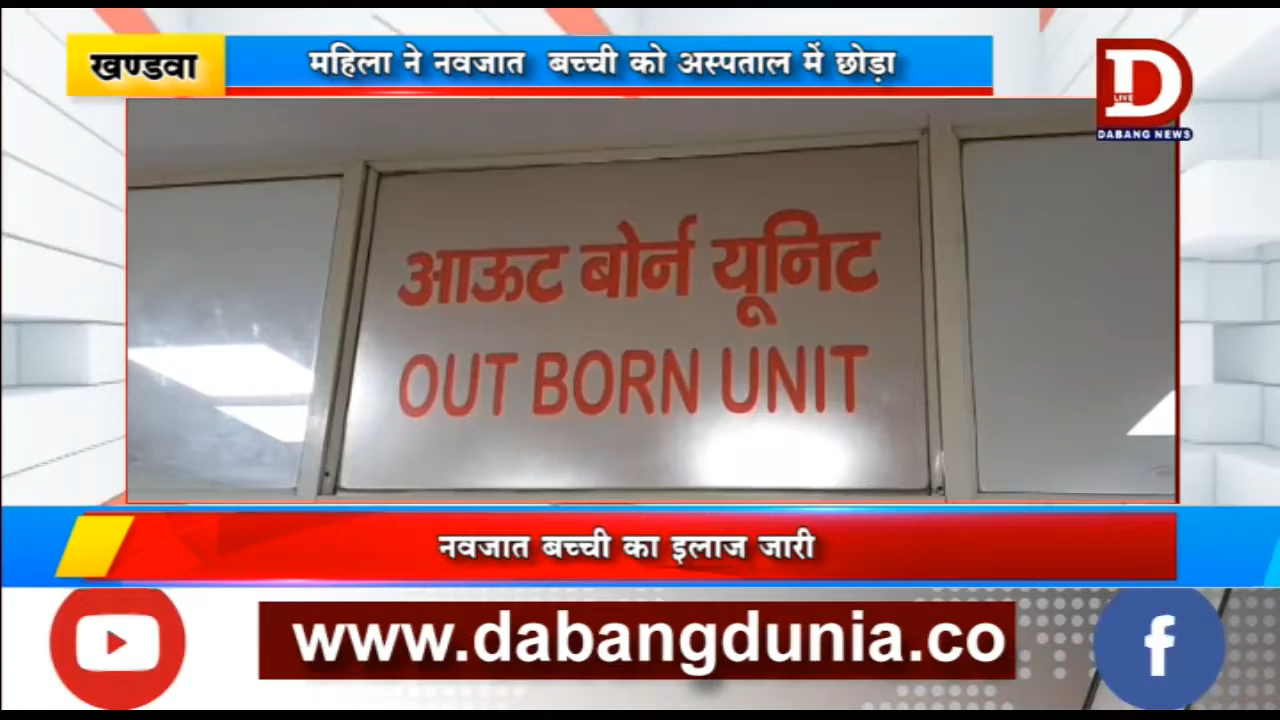 खण्डवा
महिला ने नवजात बच्ची को अस्पताल में छोड़ा
LIVE
DABANG NEWS
आऊट बोर्न यूनिट
OUT BORN UNIT
नवजात बच्ची का इलाज जारी
www.dabangdunia.co